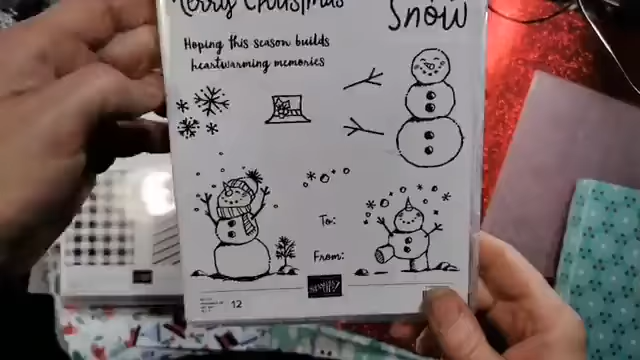 Merry Christmas
Snow
Hoping this season builds
heartwarming memories
To:
From:
12